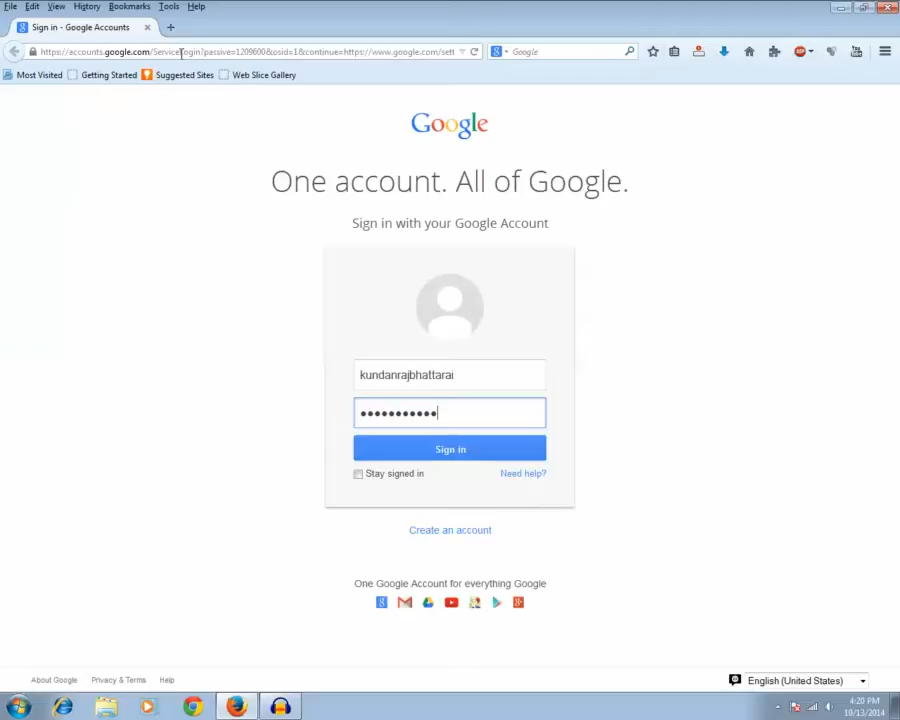 File Edit View History Bookmarks Tools Help
Sign in - Google Accounts
https://accounts.google.com/ServiceLogin?passive=1209600&osid=1&continue=https://www.google.com/sett
Google
Most Visited Getting Started Suggested Sites Web Slice Gallery
Google
One account. All of Google.
Sign in with your Google Account
kundanrajbhattarai
•••••••••••
Sign in
Stay signed in Need help?
Create an account
One Google Account for everything Google
About Google Privacy & Terms Help
English (United States)
4:20 PM
10/13/2014